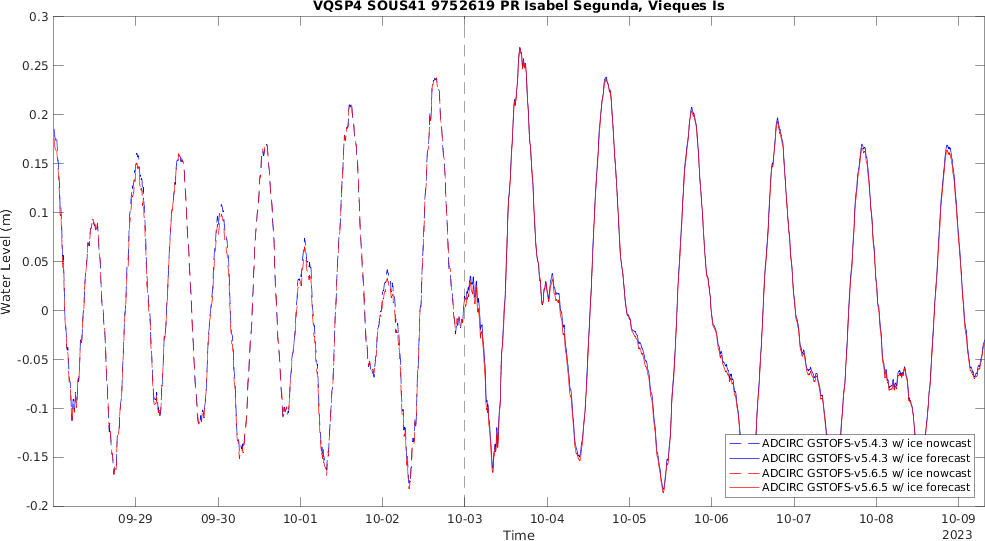 VQSP4 SOUS41 9752619 PR Isabel Segunda, Vieques Is
0.3
0.25
0.2
0.15
0.1
0.05
0
-0.05
-0.1
-0.15
-0.2
Water Level (m)
ADCIRC GSTOFS-v5.4.3 w/ ice nowcast
ADCIRC GSTOFS-v5.4.3 w/ ice forecast
ADCIRC GSTOFS-v5.6.5 w/ ice nowcast
ADCIRC GSTOFS-v5.6.5 w/ ice forecast
09-29 09-30 10-01 10-02 10-03 10-04 10-05 10-06 10-07 10-08 10-09
Time 2023